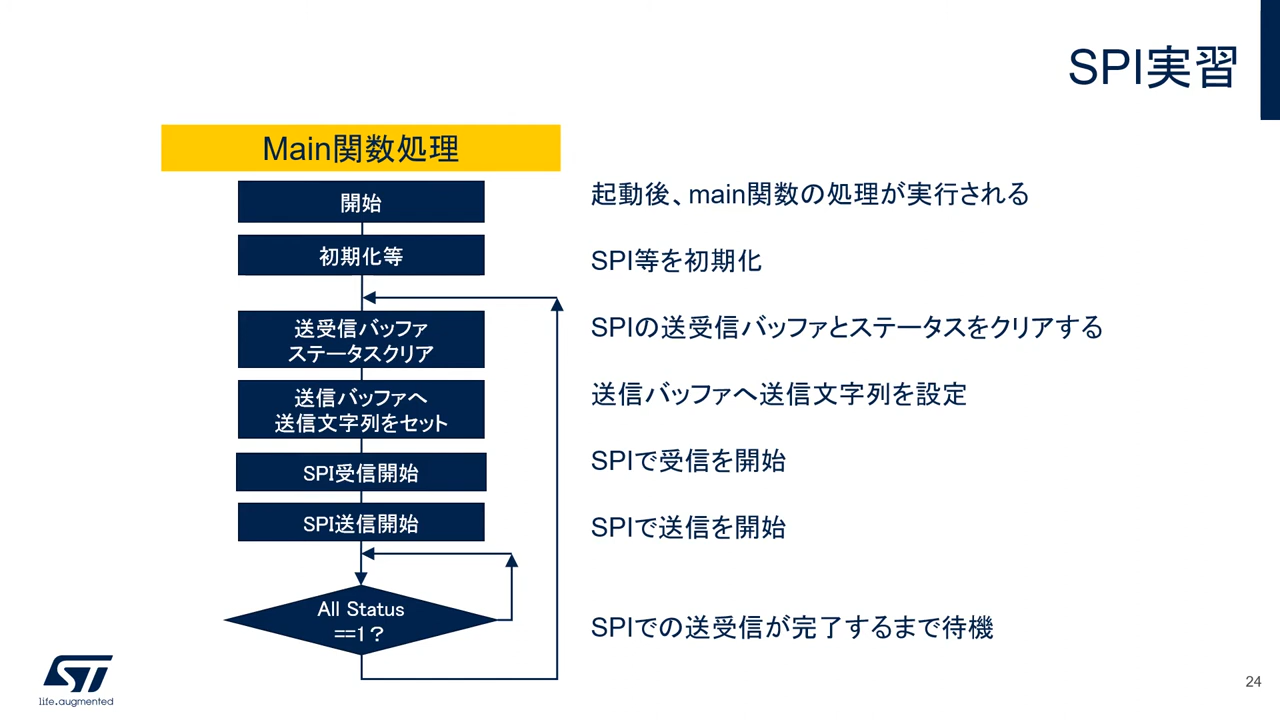 SPI実習
Main関数処理
開始
起動後、main関数の処理が実行される
初期化等
SPI等を初期化
送受信バッファ
ステータスクリア
SPIの送受信バッファとステータスをクリアする
送信バッファへ
送信文字列をセット
送信バッファへ送信文字列を設定
SPI受信開始
SPIで受信を開始
SPI送信開始
SPIで送信を開始
All Status
==1？
SPIでの送受信が完了するまで待機
ST
life.augmented
24